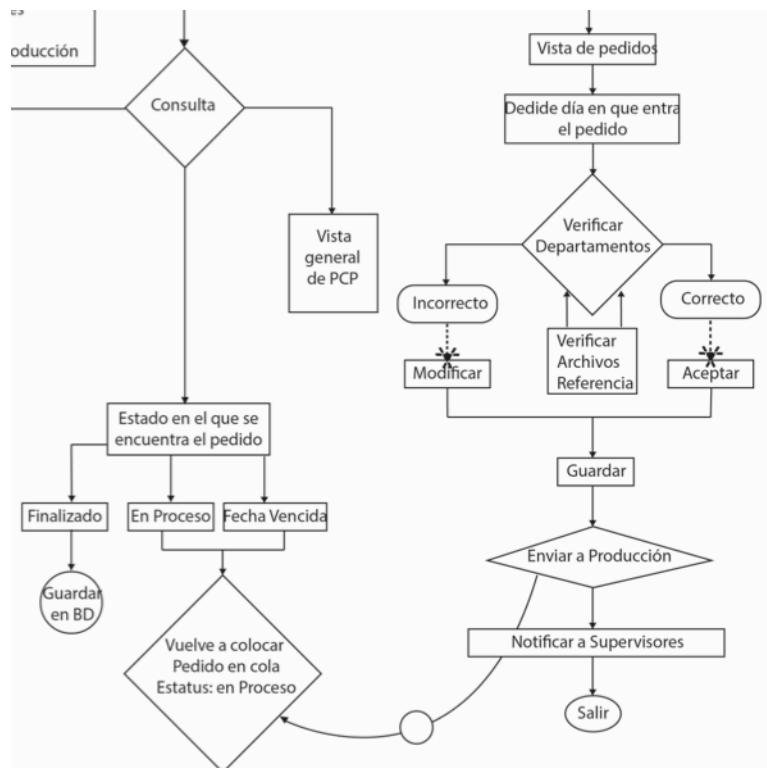 oducción
Consulta
Vista
general
de PCP
Estado en el que se
encuentra el pedido
Finalizado
En Proceso
Fecha Vencida
Guardar
en BD
Vuelve a colocar
Pedido en cola
Estatus: en Proceso
Vista de pedidos
Dedide día en que entra
el pedido
Verificar
Departamentos
Incorrecto
Correcto
Verificar
Archivos
Referencia
Modificar
Aceptar
Guardar
Enviar a Producción
Notificar a Supervisores
Salir